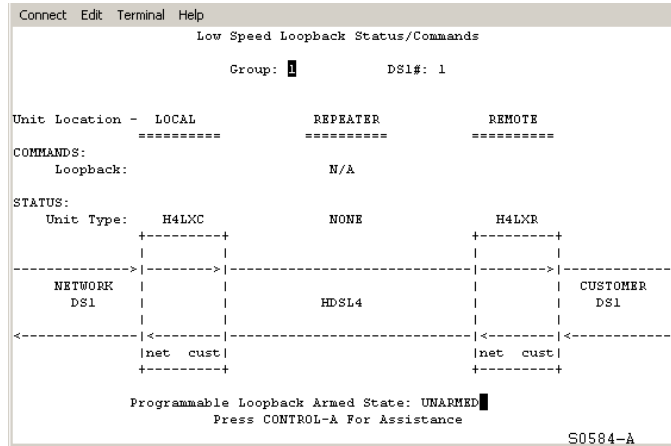 Connect Edit Terminal Help
Low Speed Loopback Status/Commands
Group: 1 DS1#: 1
Unit Location - LOCAL REPEATER REMOTE
========== ========== ==========
COMMANDS:
Loopback: N/A
STATUS:
Unit Type: H4LXC NONE H4LXR
+---------+ +---------+
| | | |
-------------->|-------->|------------------------------|-------->|-------------
NETWORK | | | | CUSTOMER
DS1 | | HDSL4 | | DS1
| | | |
<---------------|<--------|------------------------------|<--------|<------------
|net cust| |net cust|
+---------+ +---------+
Programmable Loopback Armed State: UNARMED
Press CONTROL-A For Assistance
S0584-A